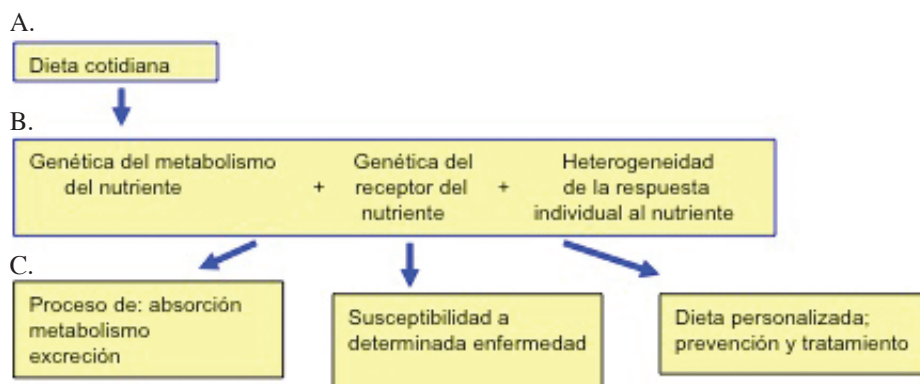 A.
Dieta cotidiana
B.
Genética del metabolismo
del nutriente
+
Genética del
receptor del
nutriente
+
Heterogeneidad
de la respuesta
individual al nutriente
C.
Proceso de: absorción
metabolismo
excreción
Susceptibilidad a
determinada enfermedad
Dieta personalizada;
prevención y tratamiento